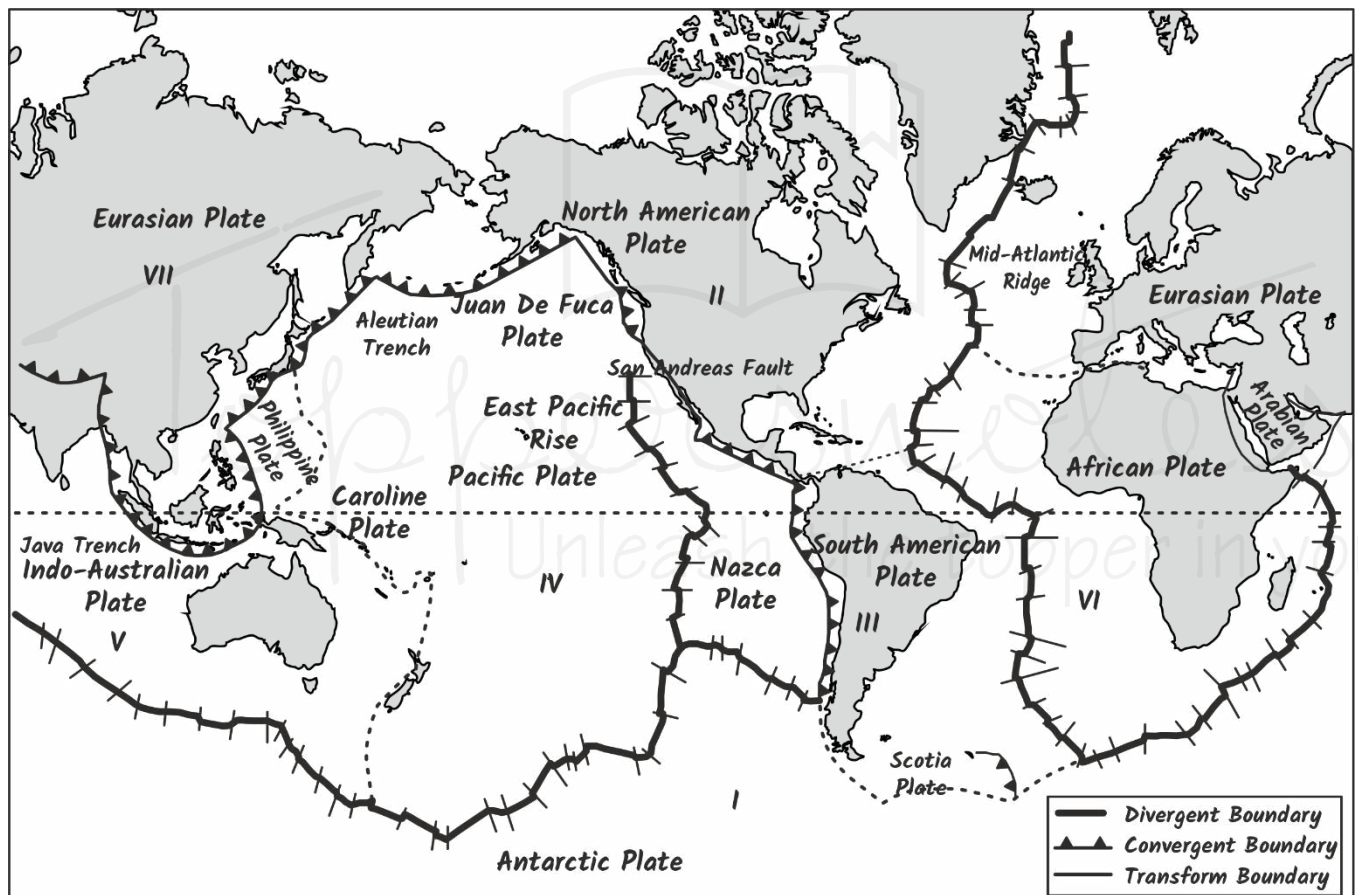 Eurasian Plate
VII
North American
Plate
II
Mid-Atlantic
Ridge
Eurasian Plate
Aleutian
Trench
Juan De Fuca
Plate
San Andreas Fault
East Pacific
Rise
Pacific Plate
Philippine
Plate
Caroline
Plate
Arabian
Plate
African Plate
Java Trench
Indo-Australian
Plate
V
IV
Nazca
Plate
South American
Plate
III
VI
Scotia
Plate
I
Antarctic Plate
Divergent Boundary
Convergent Boundary
Transform Boundary